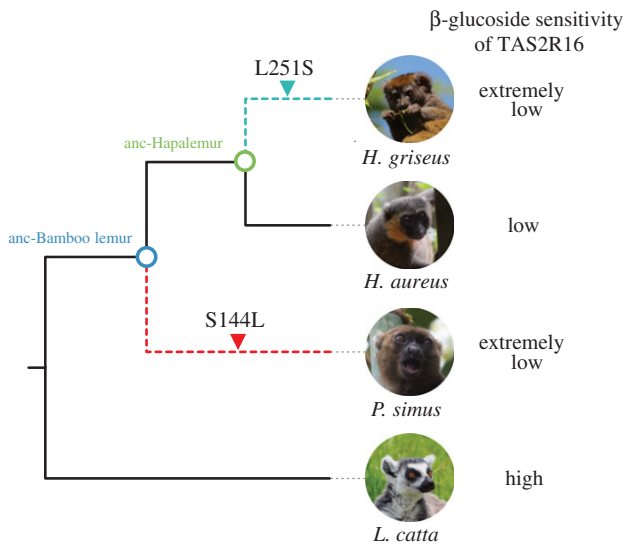 β-glucoside sensitivity
of TAS2R16
L251S
extremely
low
anc-Hapalemur
H. griseus
low
anc-Bamboo lemur
H. aureus
S144L
extremely
low
P. simus
high
L. catta